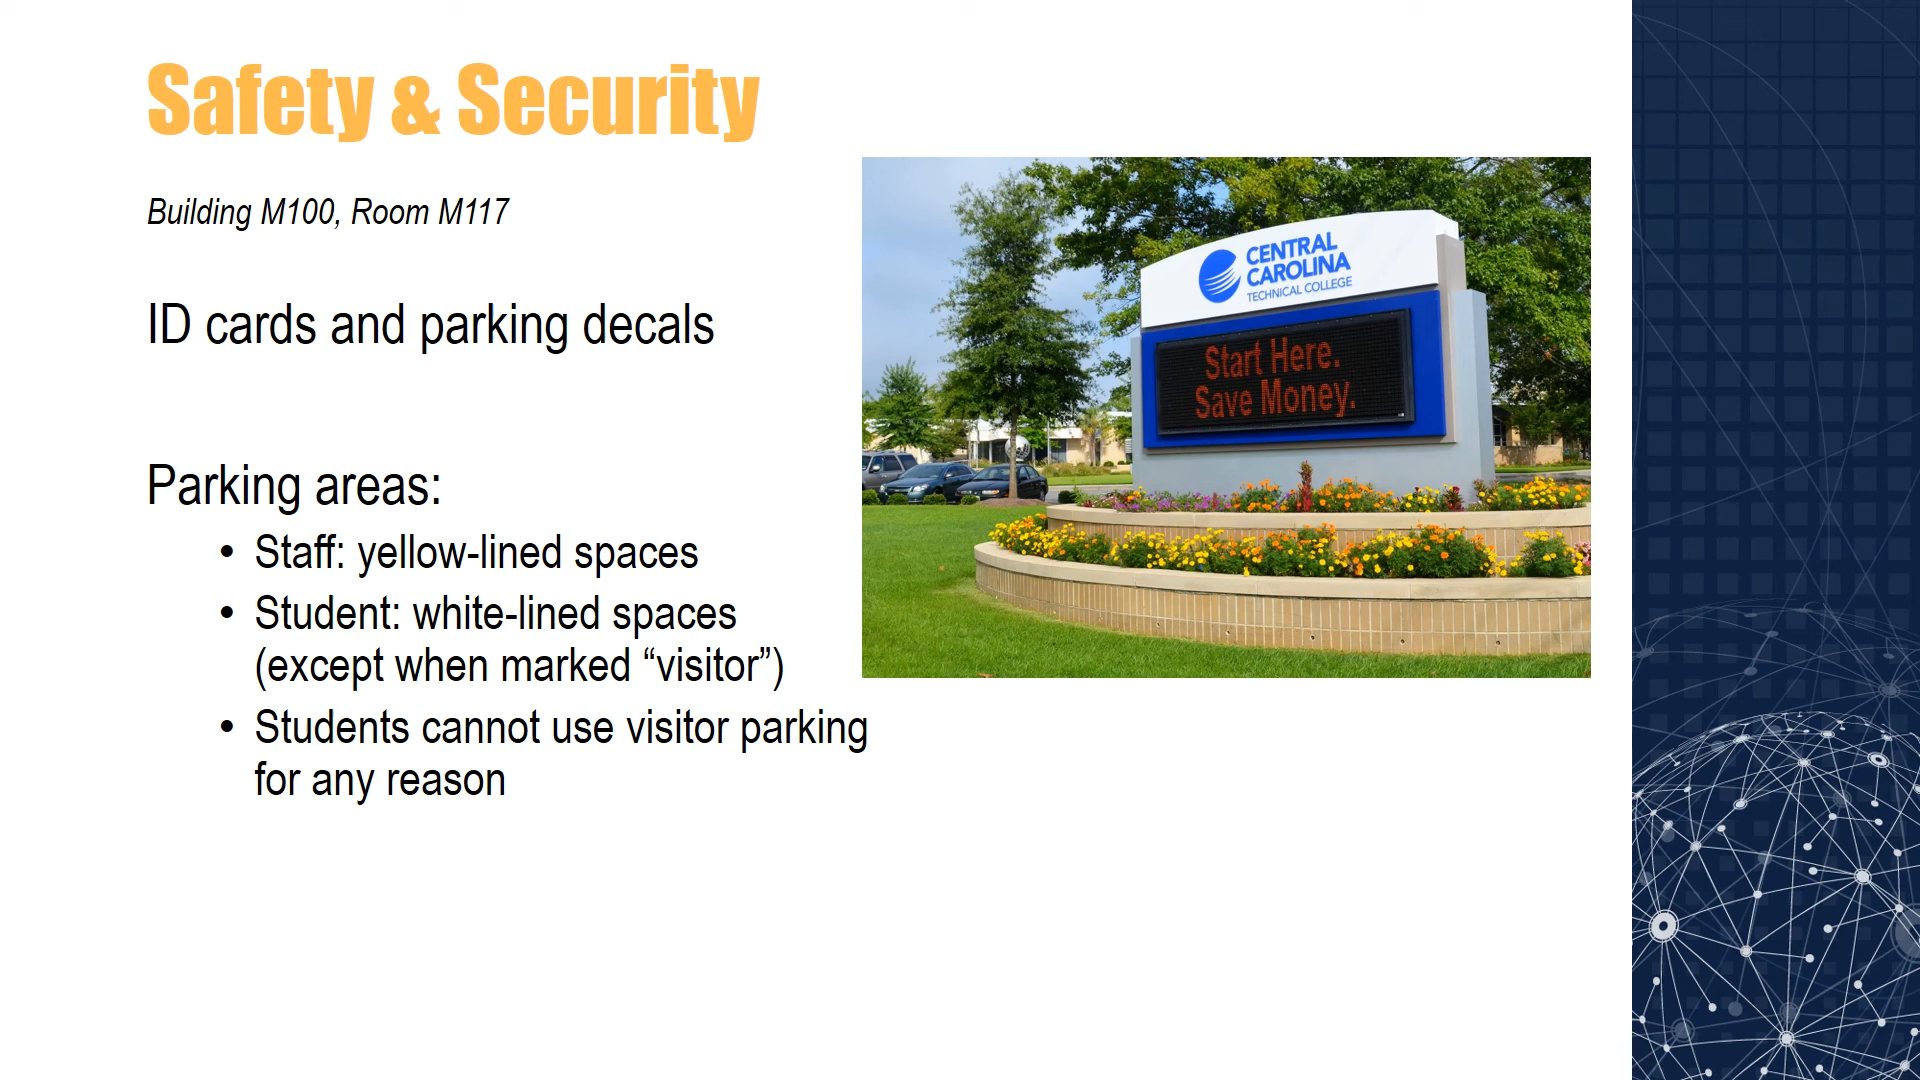 Safety & Security
Building M100, Room M117
ID cards and parking decals
Parking areas:
• Staff: yellow-lined spaces
• Student: white-lined spaces
(except when marked “visitor”)
• Students cannot use visitor parking
for any reason
CENTRAL
CAROLINA
TECHNICAL COLLEGE
Start Here.
Save Money.